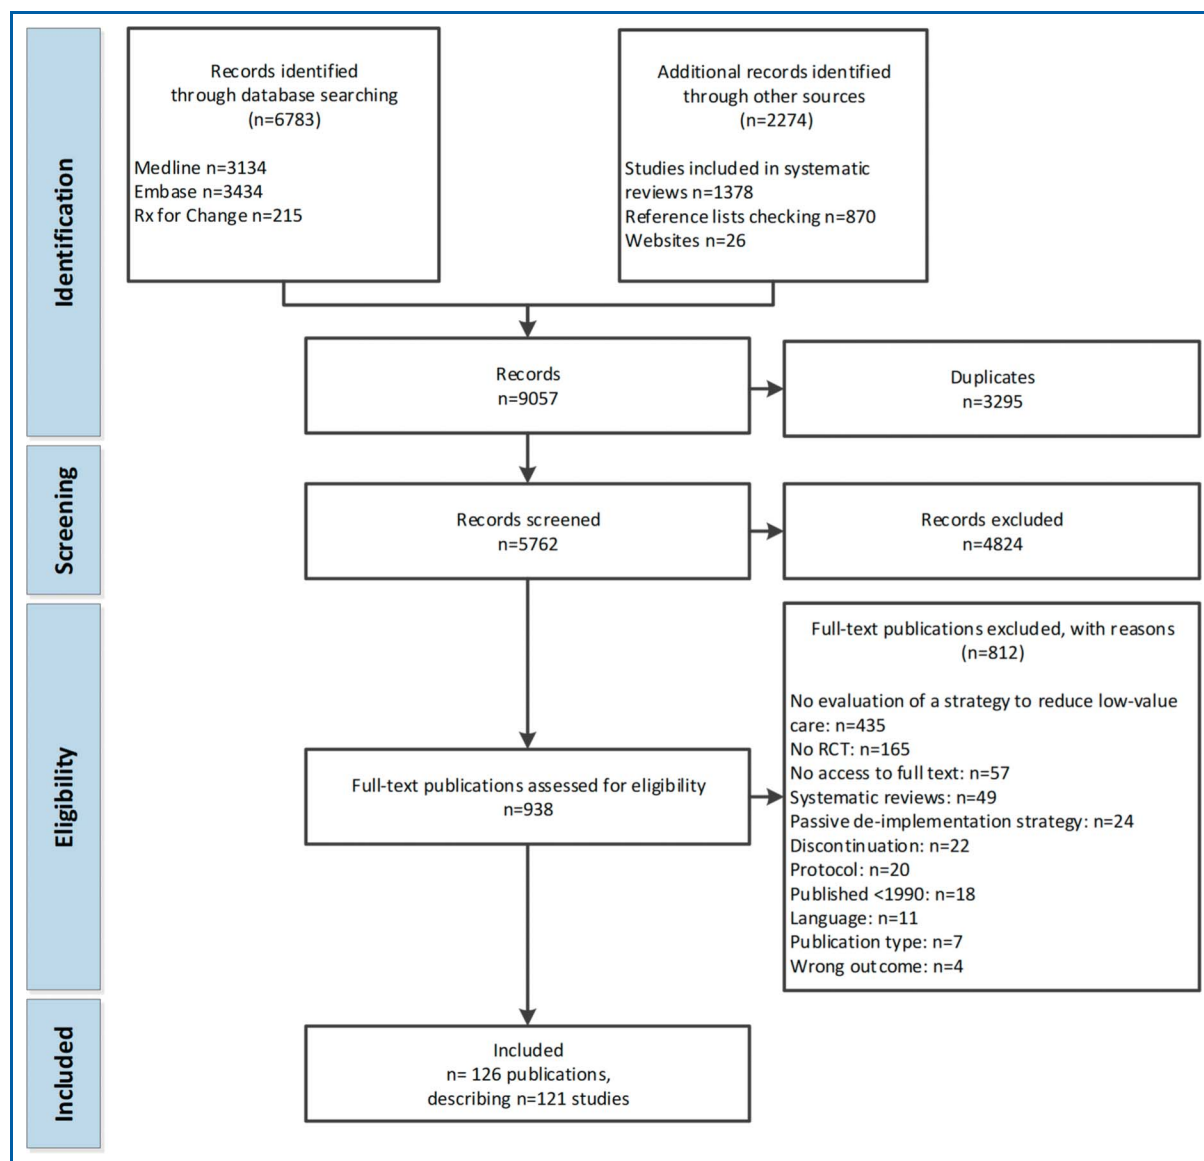 Identification
Records identified
through database searching
(n=6783)
Medline n=3134
Embase n=3434
Rx for Change n=215
Additional records identified
through other sources
(n=2274)
Studies included in systematic
reviews n=1378
Reference lists checking n=870
Websites n=26
Records
n=9057
Duplicates
n=3295
Screening
Records screened
n=5762
Records excluded
n=4824
Eligibility
Full-text publications assessed for eligibility
n=938
Full-text publications excluded, with reasons
(n=812)
No evaluation of a strategy to reduce low-value
care: n=435
No RCT: n=165
No access to full text: n=57
Systematic reviews: n=49
Passive de-implementation strategy: n=24
Discontinuation: n=22
Protocol: n=20
Published <1990: n=18
Language: n=11
Publication type: n=7
Wrong outcome: n=4
Included
Included
n= 126 publications,
describing n=121 studies